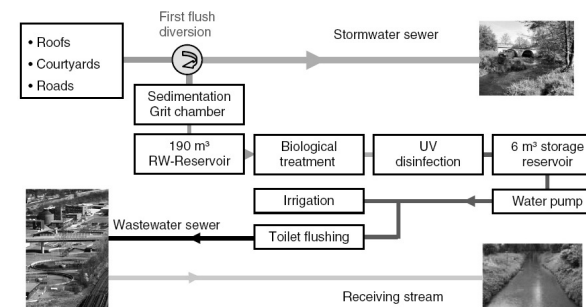 First flush
diversion
• Roofs
• Courtyards
• Roads
Stormwater sewer
Sedimentation
Grit chamber
190 m³
RW-Reservoir
Biological
treatment
UV
disinfection
6 m³ storage
reservoir
Irrigation
Water pump
Wastewater sewer
Toilet flushing
Receiving stream